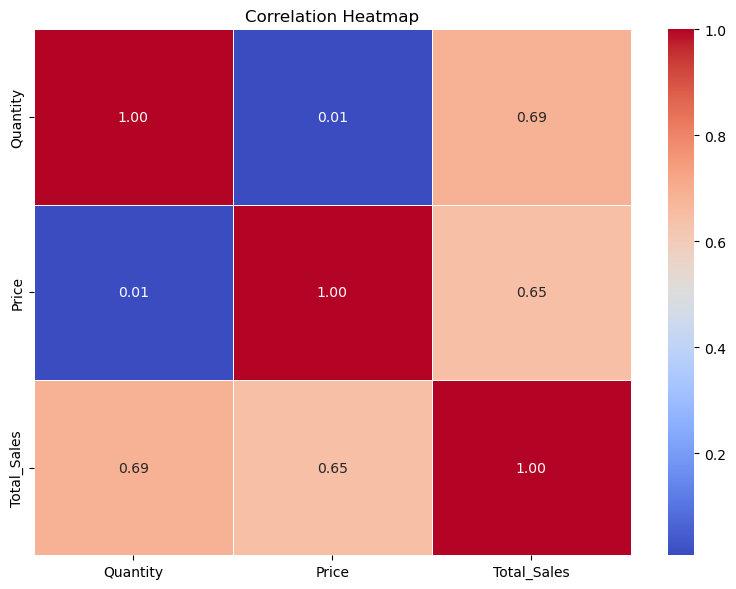 Correlation Heatmap
Quantity 1.00 0.01 0.69
Price 0.01 1.00 0.65
Total_Sales 0.69 0.65 1.00
Quantity Price Total_Sales
1.0
0.8
0.6
0.4
0.2